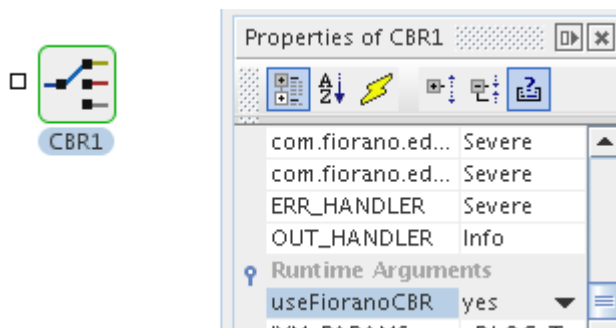 Properties of CBR1
CBR1
com.fiorano.ed... Severe
com.fiorano.ed... Severe
ERR_HANDLER Severe
OUT_HANDLER Info
Runtime Arguments
useFioranoCBR yes